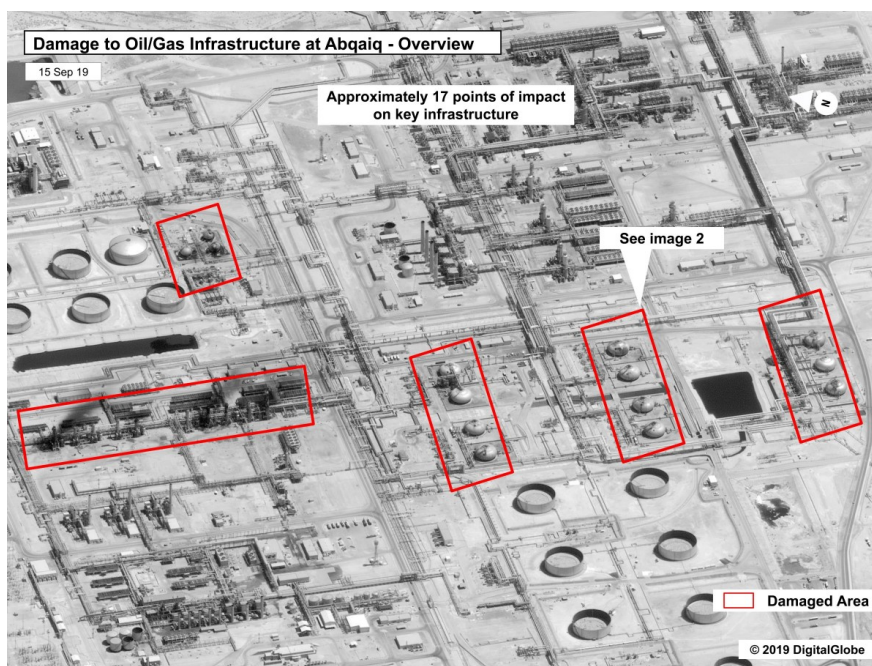 Damage to Oil/Gas Infrastructure at Abqaiq - Overview
15 Sep 19
Approximately 17 points of impact
on key infrastructure
N
See image 2
Damaged Area
© 2019 DigitalGlobe